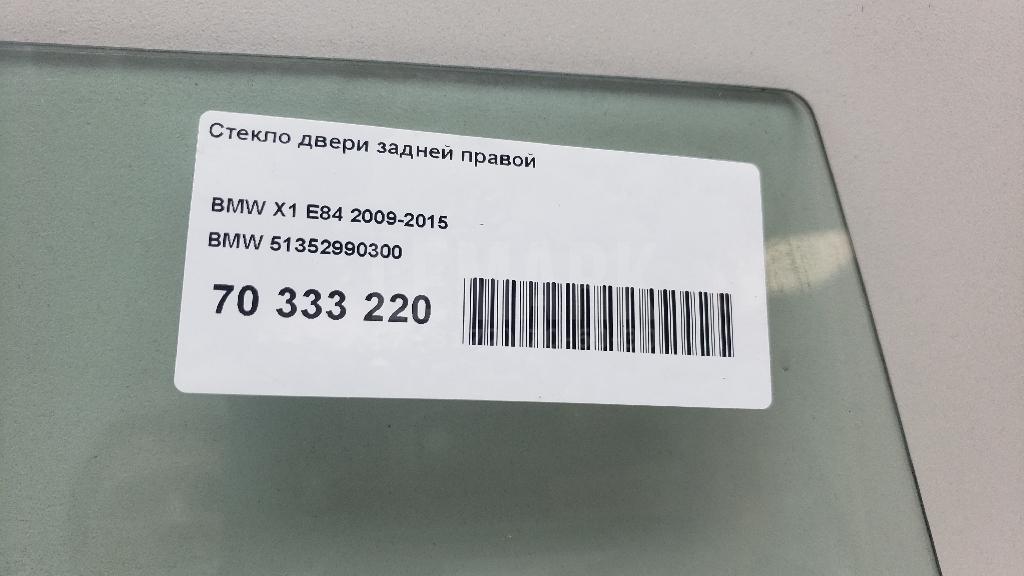 Стекло двери задней правой
BMW X1 E84 2009-2015
BMW 51352990300
70 333 220